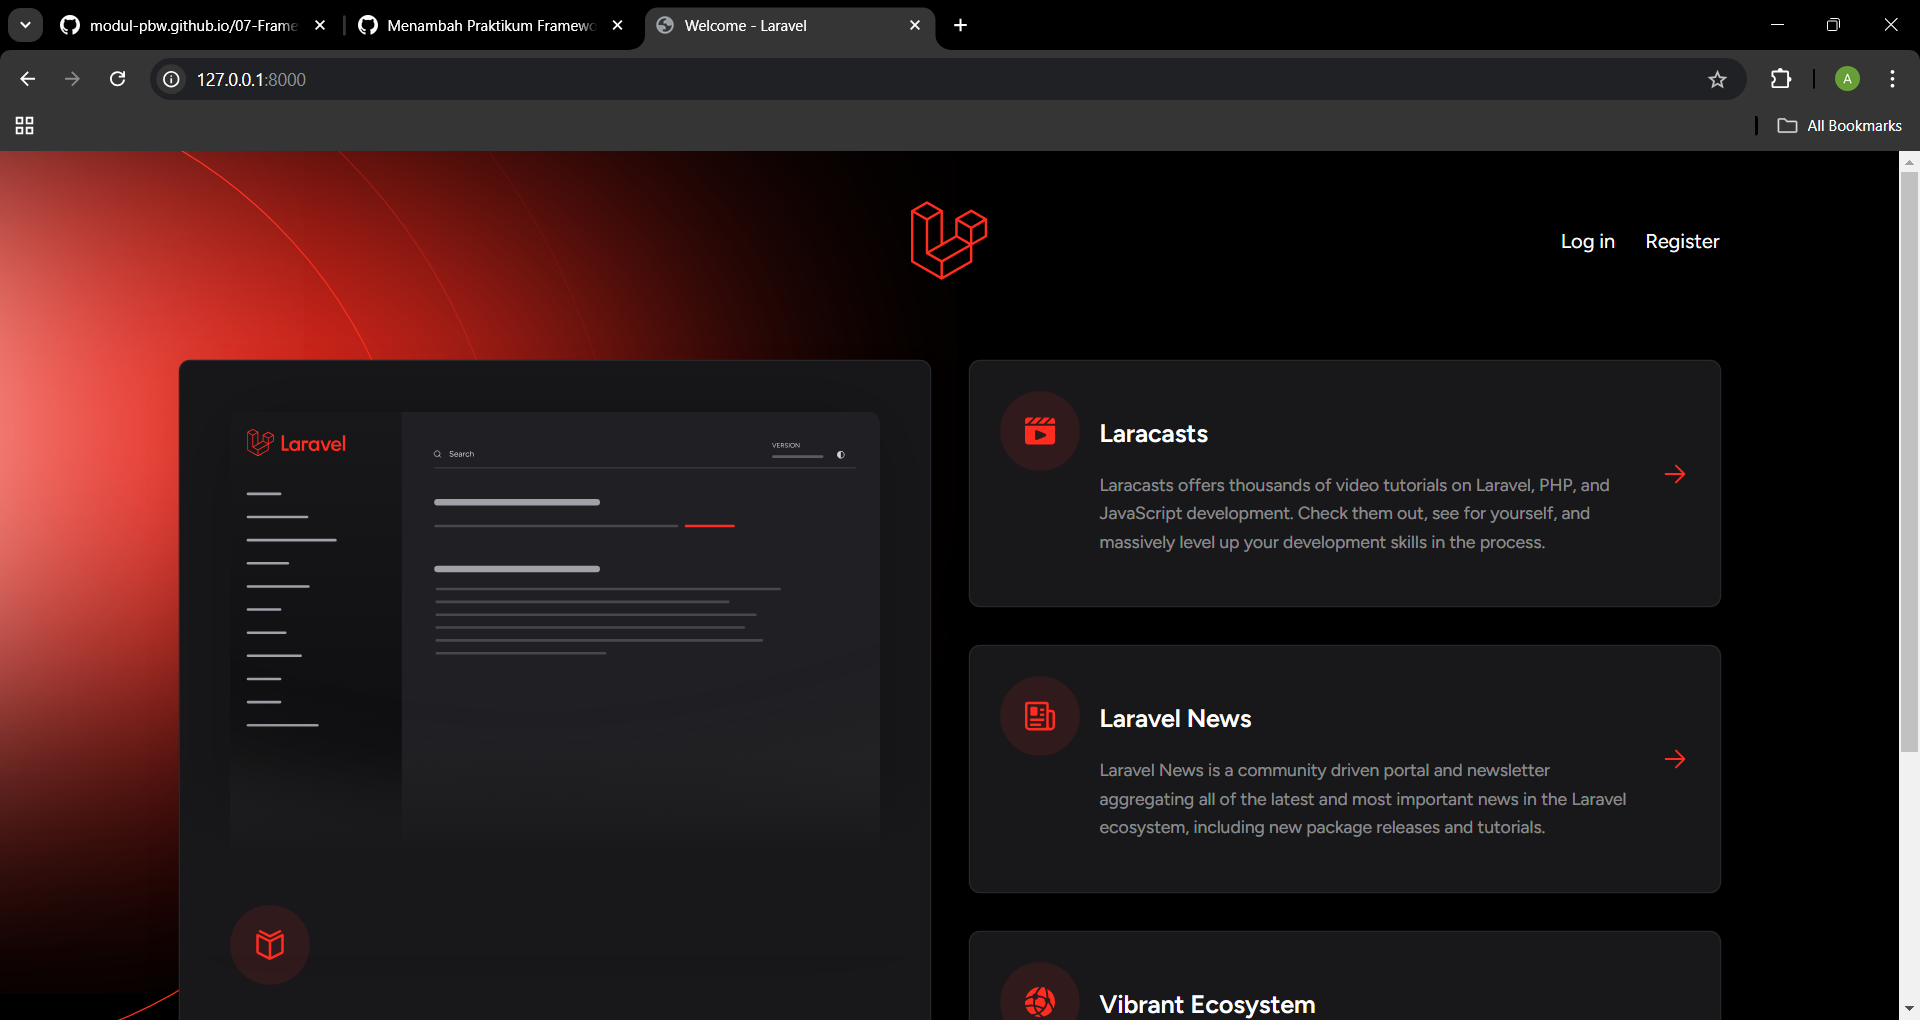 modul-pbw.github.io/07-Frame
Menambah Praktikum Framewo
Welcome - Laravel
127.0.0.1:8000
A
All Bookmarks
Log in
Register
Laravel
Search
VERSION
Laracasts
Laracasts offers thousands of video tutorials on Laravel, PHP, and
JavaScript development. Check them out, see for yourself, and
massively level up your development skills in the process.
Laravel News
Laravel News is a community driven portal and newsletter
aggregating all of the latest and most important news in the Laravel
ecosystem, including new package releases and tutorials.
Vibrant Ecosystem